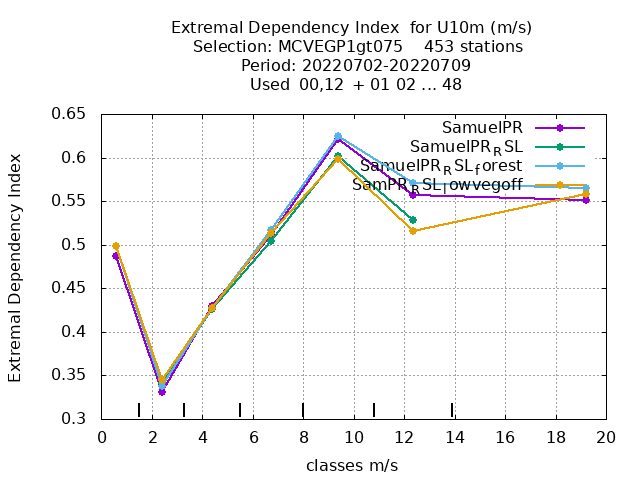 Extremal Dependency Index for U10m (m/s)
Selection: MCVEGP1gt075 453 stations
Period: 20220702-20220709
Used 00,12 + 01 02 ... 48
0.65
0.6
0.55
0.5
0.45
0.4
0.35
0.3
Extremal Dependency Index
SamuelPR
SamuelPR_RSL
SamuelPR_RSL_forest
SamPR_RSL_lowvegoff
0 2 4 6 8 10 12 14 16 18 20
classes m/s